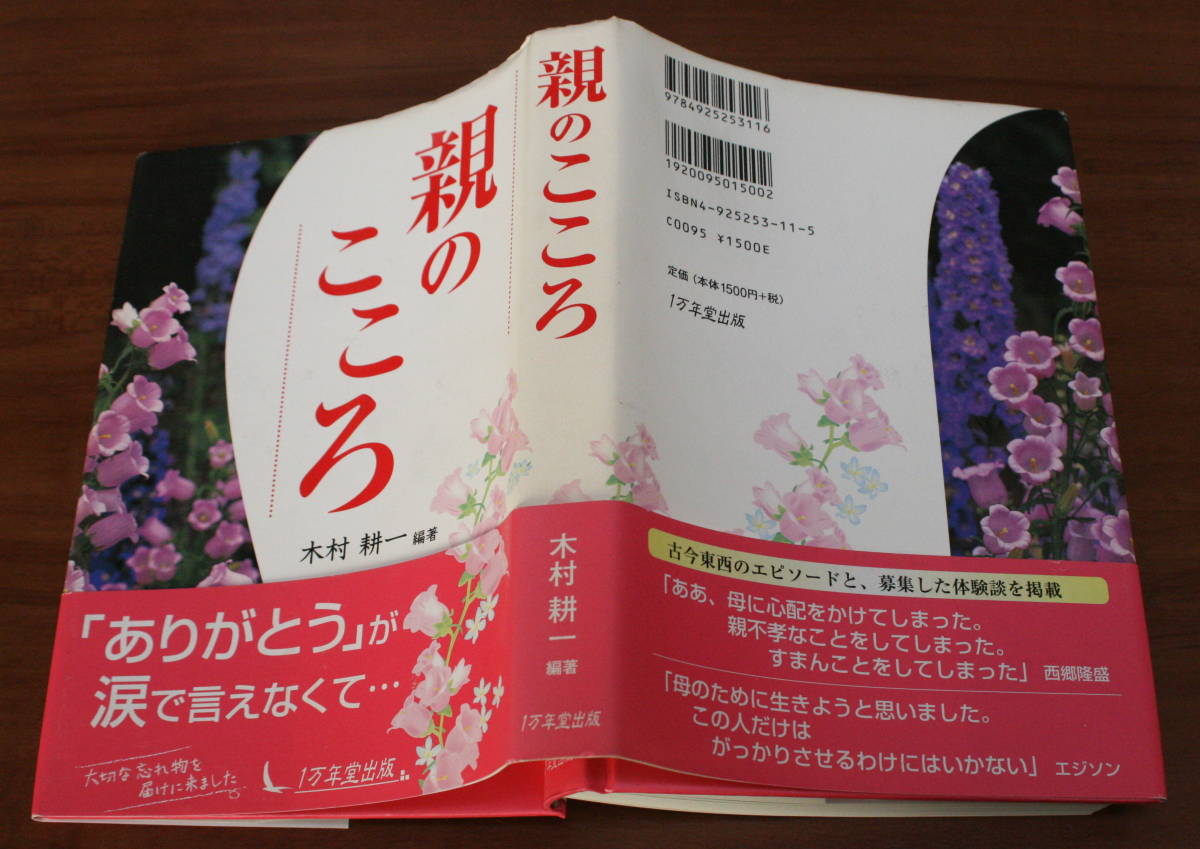 親の
こころ
木村 耕一 編著
「ありがとう」が
涙で言えなくて…
大切な忘れ物を
届けに来ました
1万年堂出版
親のこころ
木村耕一 編著
1万年堂出版
9784925253116
1920095015002
ISBN4-925253-11-5
C0095 ¥1500E
定価(本体1500円+税)
1万年堂出版
古今東西のエピソードと、募集した体験談を掲載
「ああ、母に心配をかけてしまった。
親不孝なことをしてしまった。
すまんことをしてしまった」 西郷隆盛
「母のために生きようと思いました。
この人だけは
がっかりさせるわけにはいかない」 エジソン